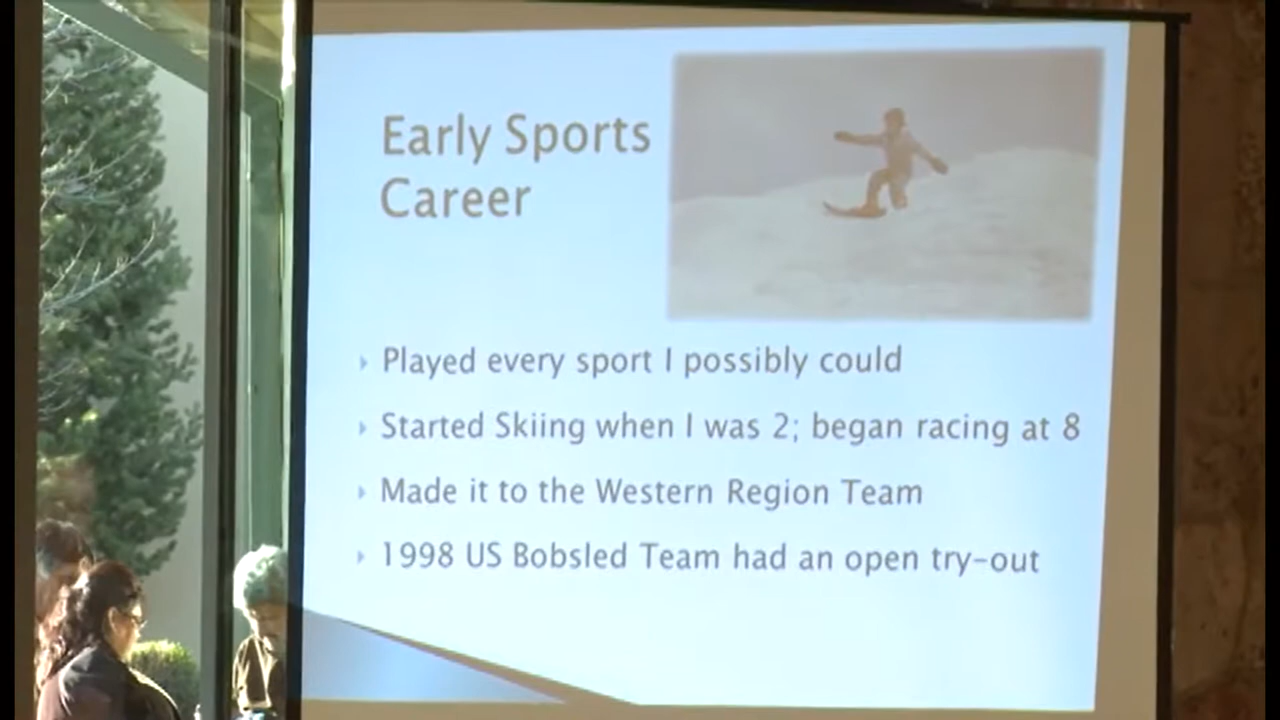 Early Sports
Career
Played every sport I possibly could
Started Skiing when I was 2; began racing at 8
Made it to the Western Region Team
1998 US Bobsled Team had an open try-out